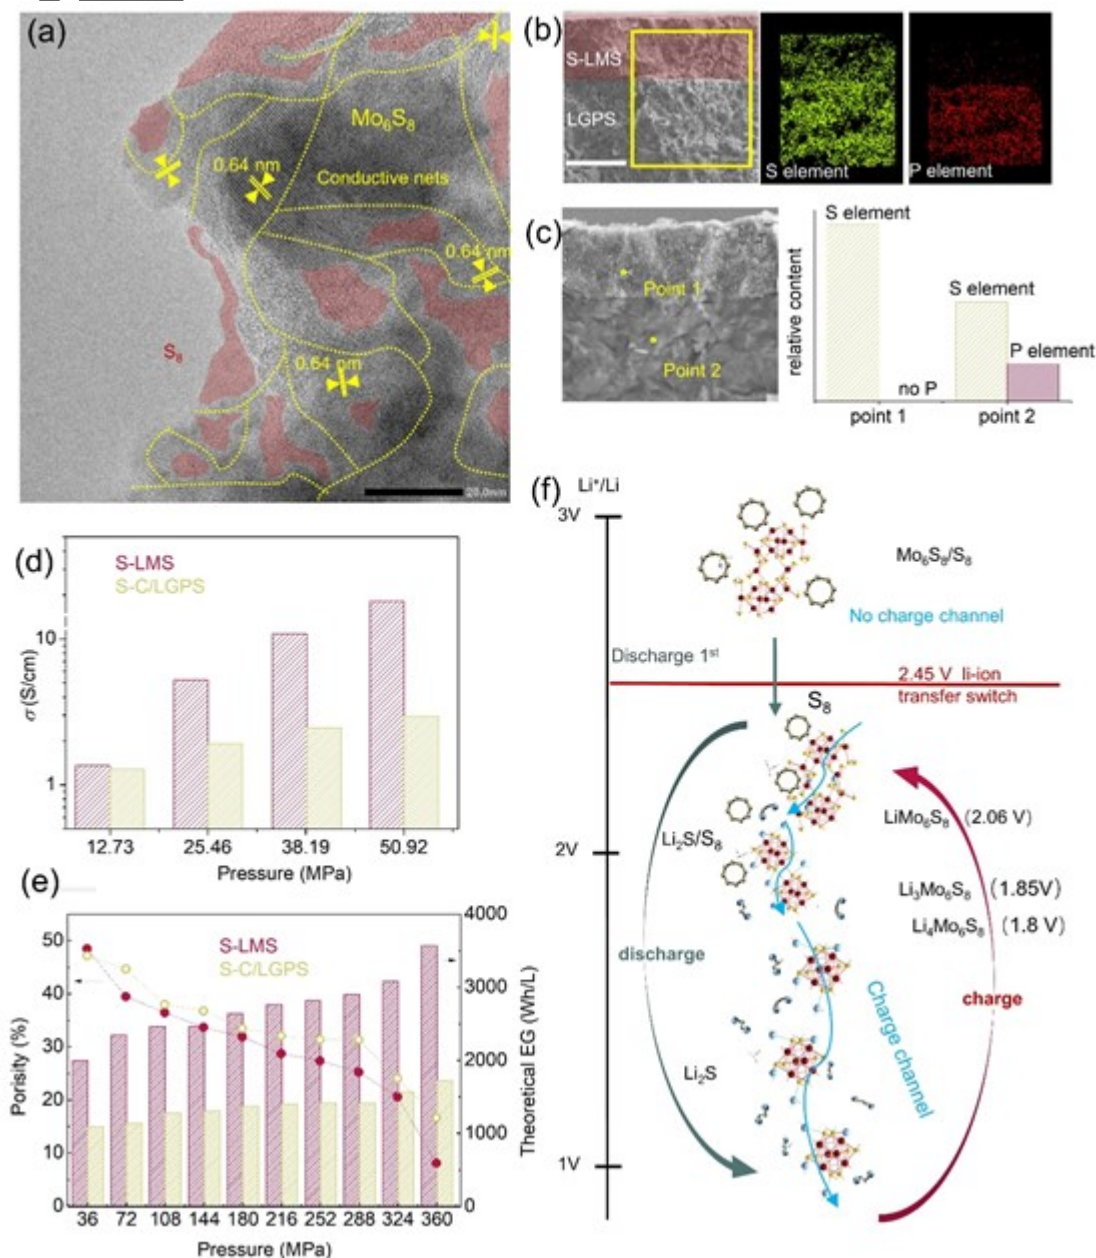 (a)
Mo₆S₈
0.64 nm
Conductive nets
0.64 nm
S₈
0.64 nm
20.0nm
(b)
S-LMS
LGPS
S element
P element
(c)
Point 1
Point 2
relative content
S element
no P
S element
P element
point 1
point 2
(d)
S-LMS
S-C/LGPS
σ (S/cm)
10
1
12.73
25.46
38.19
50.92
Pressure (MPa)
(e)
S-LMS
S-C/LGPS
Porisity (%)
50
40
30
20
10
0
Theoretical EG (Wh/L)
4000
3000
2000
1000
0
36
72
108
144
180
216
252
288
324
360
Pressure (MPa)
(f)
Li⁺/Li
3V
Mo₆S₈/S₈
No charge channel
Discharge 1st
2.45 V li-ion
transfer switch
S₈
LiMo₆S₈ (2.06 V)
Li₂S/S₈
2V
Li₃Mo₆S₈ (1.85V)
Li₄Mo₆S₈ (1.8 V)
discharge
Charge channel
charge
Li₂S
1V